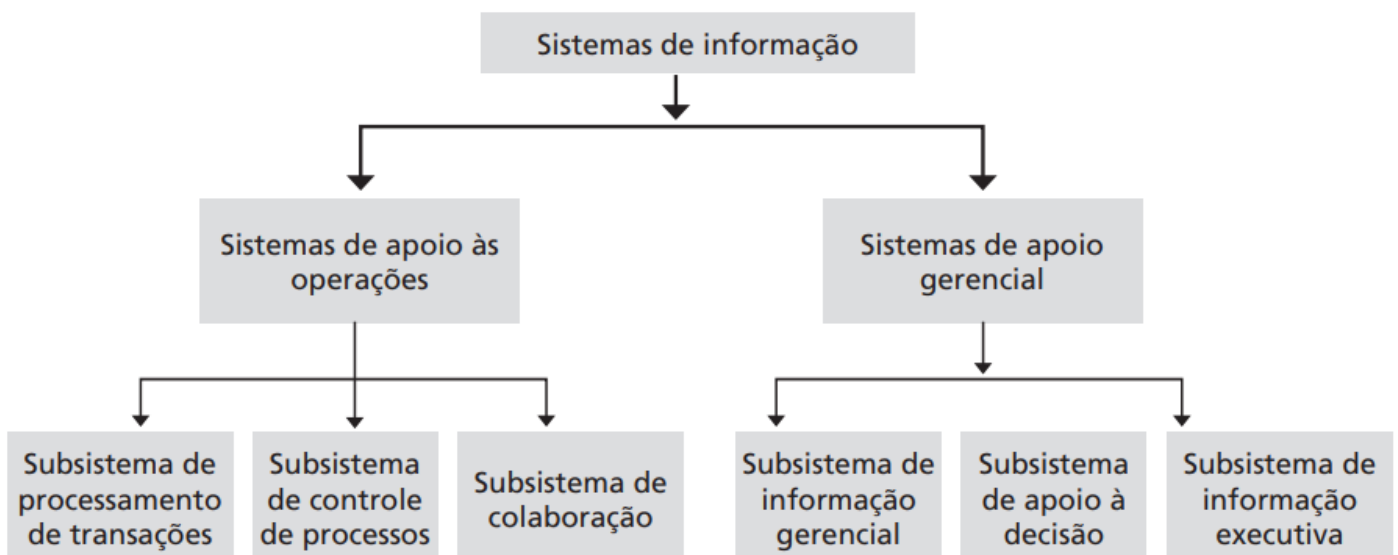 Sistemas de informação
Sistemas de apoio às
operações
Sistemas de apoio
gerencial
Subsistema de
processamento
de transações
Subsistema
de controle
de processos
Subsistema de
colaboração
Subsistema de
informação
gerencial
Subsistema
de apoio à
decisão
Subsistema de
informação
executiva